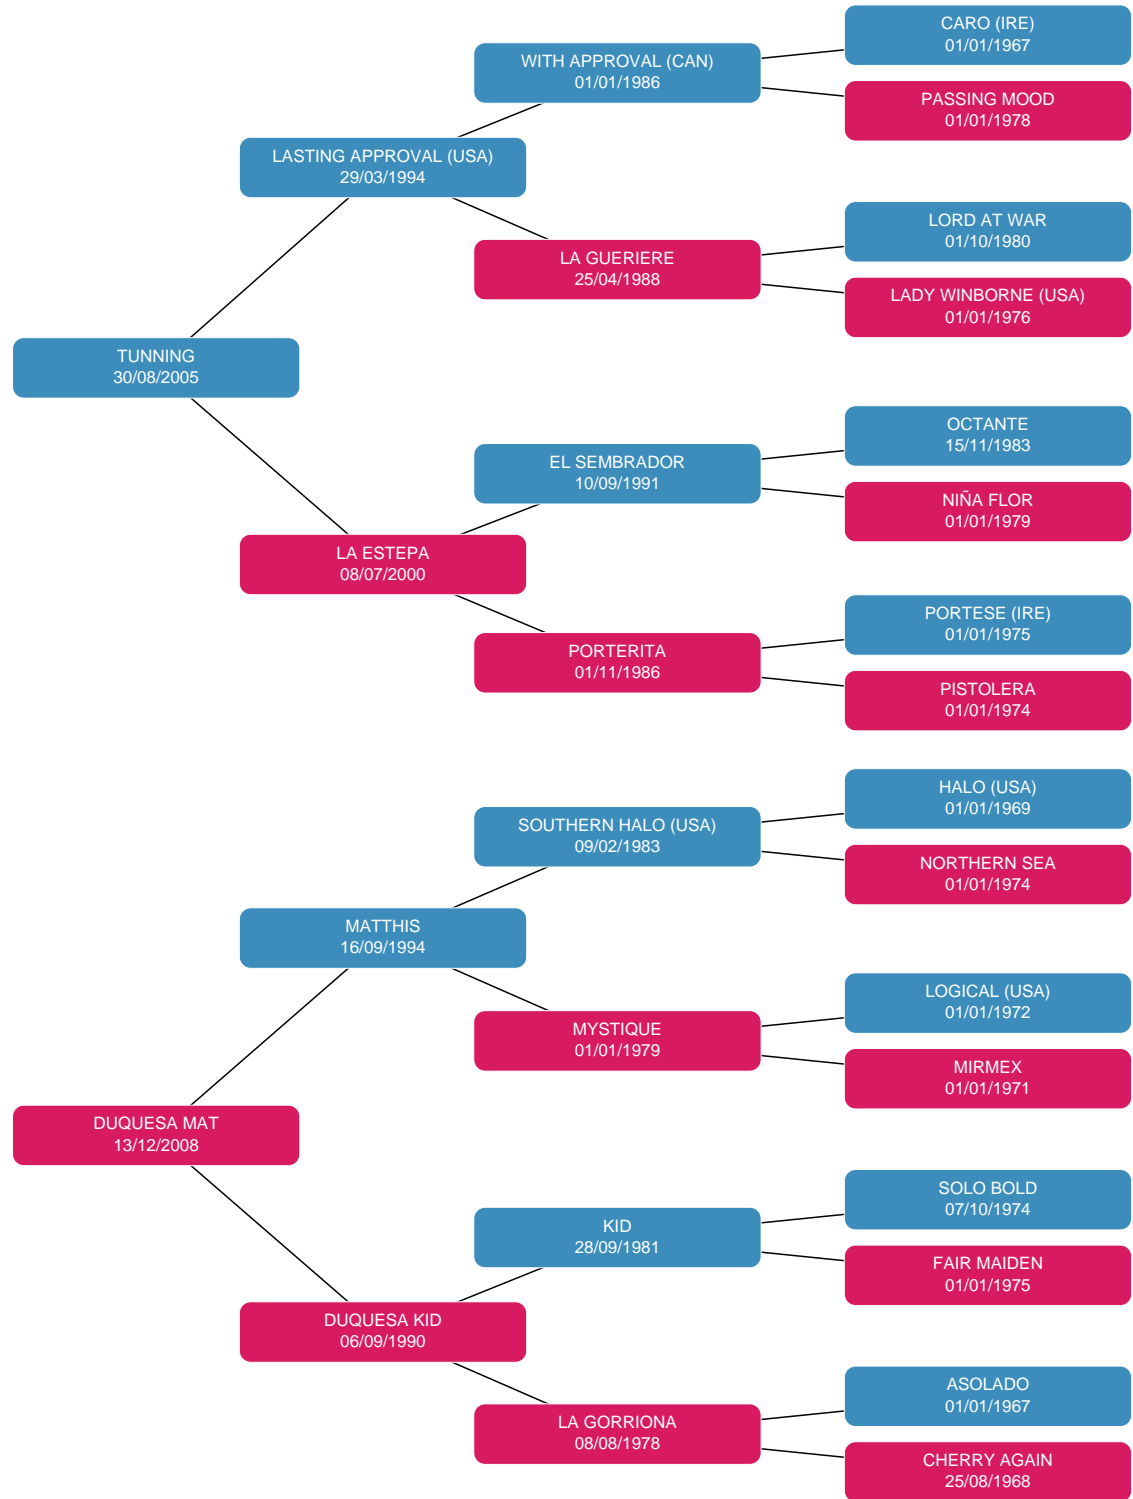 CARO (IRE)
01/01/1967
WITH APPROVAL (CAN)
01/01/1986
PASSING MOOD
01/01/1978
LASTING APPROVAL (USA)
29/03/1994
LORD AT WAR
01/10/1980
LA GUERIERE
25/04/1988
LADY WINBORNE (USA)
01/01/1976
TUNNING
30/08/2005
OCTANTE
15/11/1983
EL SEMBRADOR
10/09/1991
NIÑA FLOR
01/01/1979
LA ESTEPA
08/07/2000
PORTESE (IRE)
01/01/1975
PORTERITA
01/11/1986
PISTOLERA
01/01/1974
HALO (USA)
01/01/1969
SOUTHERN HALO (USA)
09/02/1983
NORTHERN SEA
01/01/1974
MATTHIS
16/09/1994
LOGICAL (USA)
01/01/1972
MYSTIQUE
01/01/1979
MIRMEX
01/01/1971
DUQUESA MAT
13/12/2008
SOLO BOLD
07/10/1974
KID
28/09/1981
FAIR MAIDEN
01/01/1975
DUQUESA KID
06/09/1990
ASOLADO
01/01/1967
LA GORRIONA
08/08/1978
CHERRY AGAIN
25/08/1968